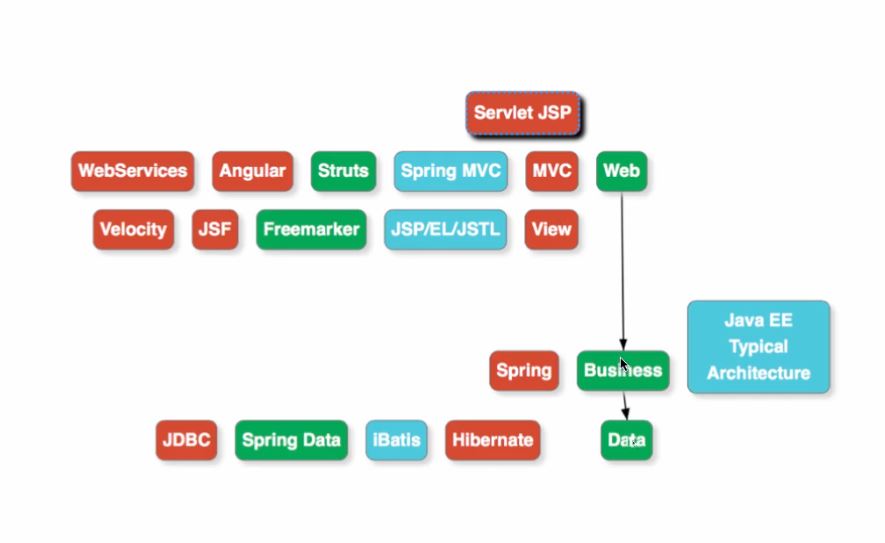 Servlet JSP
WebServices Angular Struts Spring MVC MVC Web
Velocity JSF Freemarker JSP/EL/JSTL View
Java EE
Typical
Architecture
Spring Business
JDBC Spring Data iBatis Hibernate Data